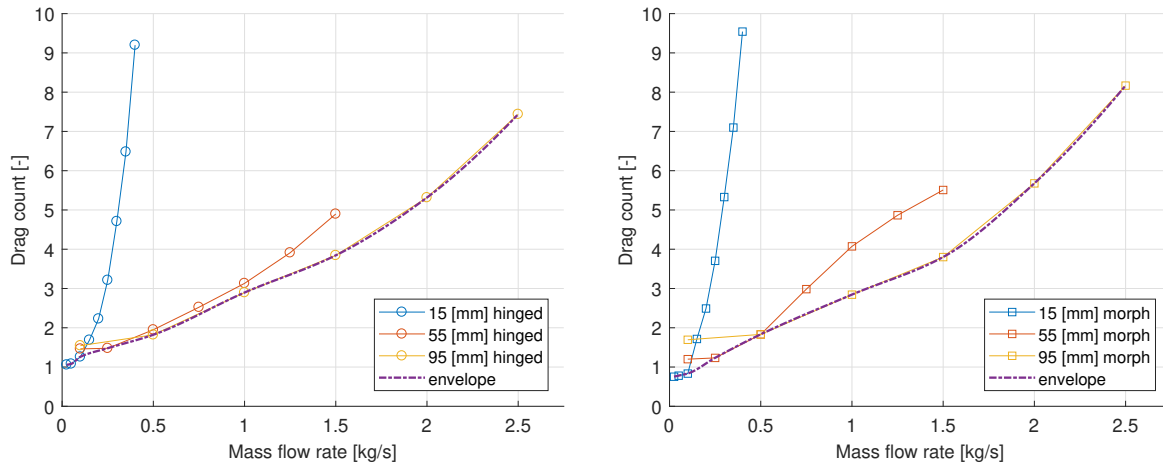 10
9
8
7
6
5
4
3
2
1
0
Drag count [-]
0
0.5
1
1.5
2
2.5
Mass flow rate [kg/s]
15 [mm] hinged
55 [mm] hinged
95 [mm] hinged
envelope
10
9
8
7
6
5
4
3
2
1
0
Drag count [-]
0
0.5
1
1.5
2
2.5
Mass flow rate [kg/s]
15 [mm] morph
55 [mm] morph
95 [mm] morph
envelope